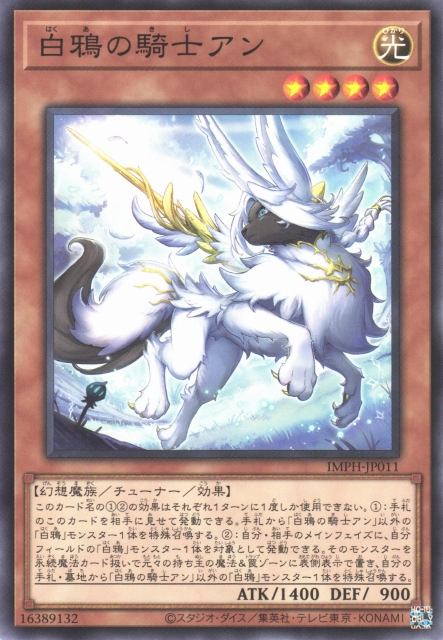 白鴉の騎士アン
光
IMPH-JP011
【幻想魔族／チューナー／効果】
このカード名の①②の効果はそれぞれ1ターンに1度しか使用できない。①：手札
のこのカードを相手に見せて発動できる。手札から「白鴉の騎士アン」以外の
「白鴉」モンスター1体を特殊召喚する。②：自分・相手のメインフェイズに、自分
フィールドの「白鴉」モンスター1体を対象として発動できる。そのモンスターを
永続魔法カード扱いで元々の持ち主の魔法&罠ゾーンに表側表示で置き、自分の
手札・墓地から「白鴉の騎士アン」以外の「白鴉」モンスター1体を特殊召喚する。
ATK/1400 DEF/ 900
16389132 ©スタジオ・ダイス／集英社・テレビ東京・KONAMI